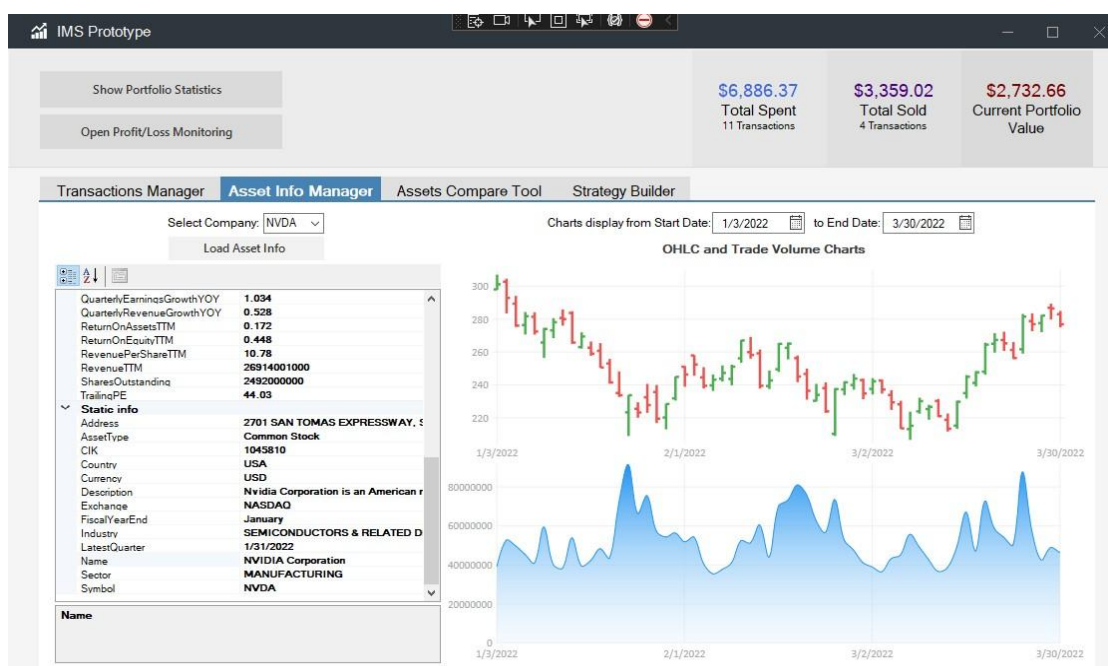 IMS Prototype
Show Portfolio Statistics
Open Profit/Loss Monitoring
$6,886.37
Total Spent
11 Transactions
$3,359.02
Total Sold
4 Transactions
$2,732.66
Current Portfolio
Value
Transactions Manager
Asset Info Manager
Assets Compare Tool
Strategy Builder
Select Company: NVDA
Load Asset Info
Charts display from Start Date: 1/3/2022 to End Date: 3/30/2022
OHLC and Trade Volume Charts
QuarterlyEarningsGrowthYOY 1.034
QuarterlyRevenueGrowthYOY 0.528
ReturnOnAssetsTTM 0.172
ReturnOnEquityTTM 0.448
RevenuePerShareTTM 10.78
RevenueTTM 26914001000
SharesOutstanding 2492000000
TrailingPE 44.03
Static info
Address 2701 SAN TOMAS EXPRESSWAY, S
AssetType Common Stock
CIK 1045810
Country USA
Currency USD
Description Nvidia Corporation is an American r
Exchange NASDAQ
FiscalYearEnd January
Industry SEMICONDUCTORS & RELATED D
LatestQuarter 1/31/2022
Name NVIDIA Corporation
Sector MANUFACTURING
Symbol NVDA
Name
300
280
260
240
220
1/3/2022 2/1/2022 3/2/2022 3/30/2022
80000000
60000000
40000000
20000000
0
1/3/2022 2/1/2022 3/2/2022 3/30/2022